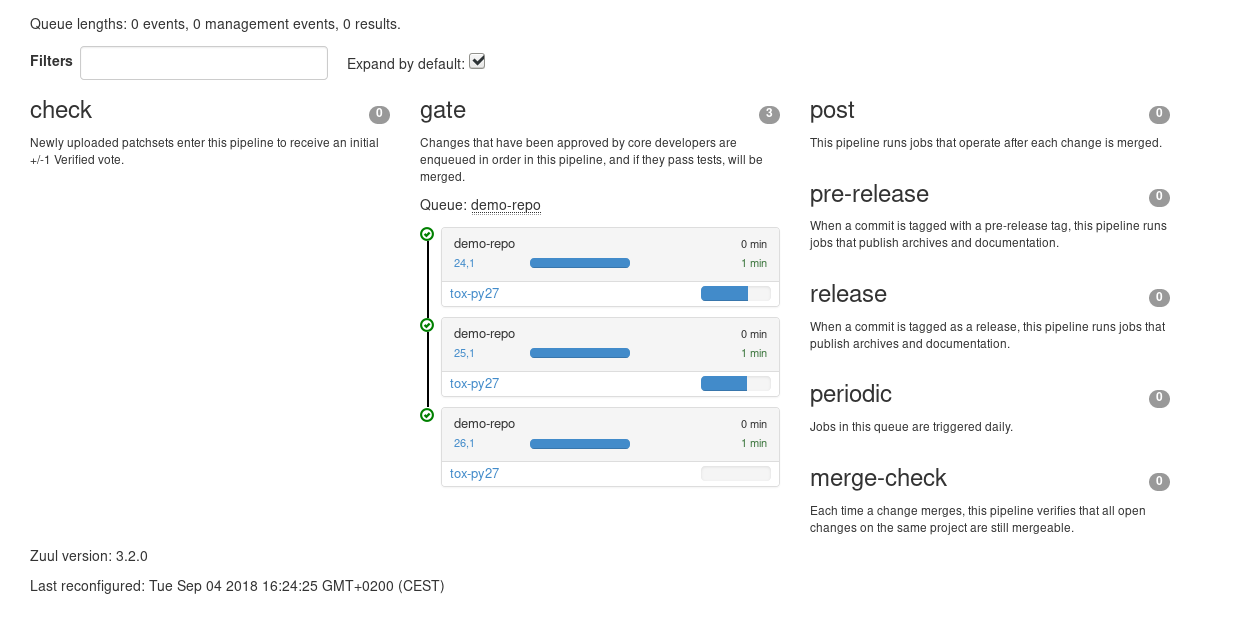 Queue lengths: 0 events, 0 management events, 0 results.
Filters
Expand by default:
check 0
Newly uploaded patchsets enter this pipeline to receive an initial
+/-1 Verified vote.
gate 3
Changes that have been approved by core developers are
enqueued in order in this pipeline, and if they pass tests, will be
merged.
Queue: demo-repo
demo-repo 0 min
24,1 1 min
tox-py27
demo-repo 0 min
25,1 1 min
tox-py27
demo-repo 0 min
26,1 1 min
tox-py27
post 0
This pipeline runs jobs that operate after each change is merged.
pre-release 0
When a commit is tagged with a pre-release tag, this pipeline runs
jobs that publish archives and documentation.
release 0
When a commit is tagged as a release, this pipeline runs jobs that
publish archives and documentation.
periodic 0
Jobs in this queue are triggered daily.
merge-check 0
Each time a change merges, this pipeline verifies that all open
changes on the same project are still mergeable.
Zuul version: 3.2.0
Last reconfigured: Tue Sep 04 2018 16:24:25 GMT+0200 (CEST)